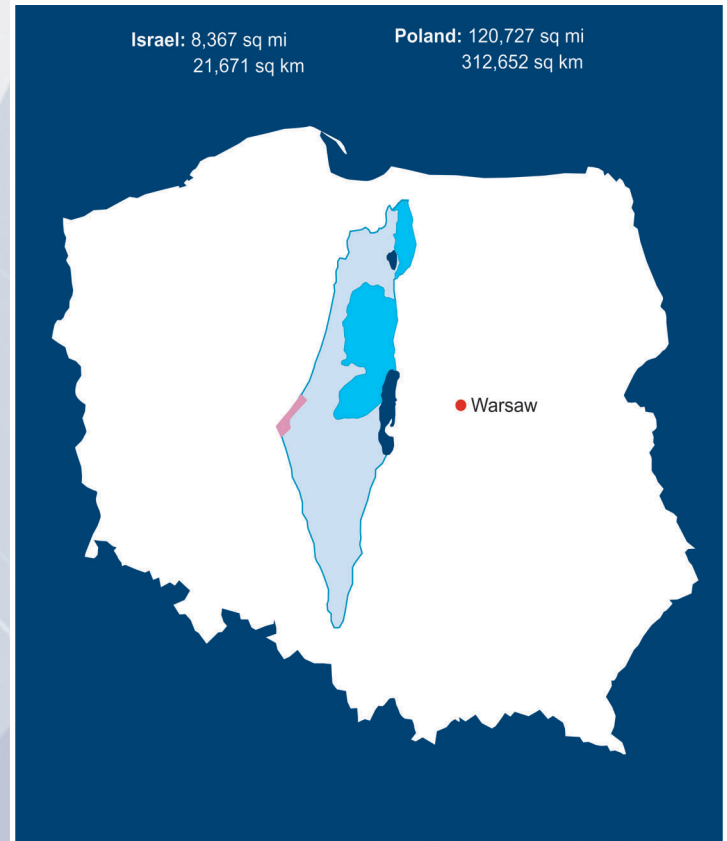 Israel: 8,367 sq mi
21,671 sq km
Poland: 120,727 sq mi
312,652 sq km
Warsaw